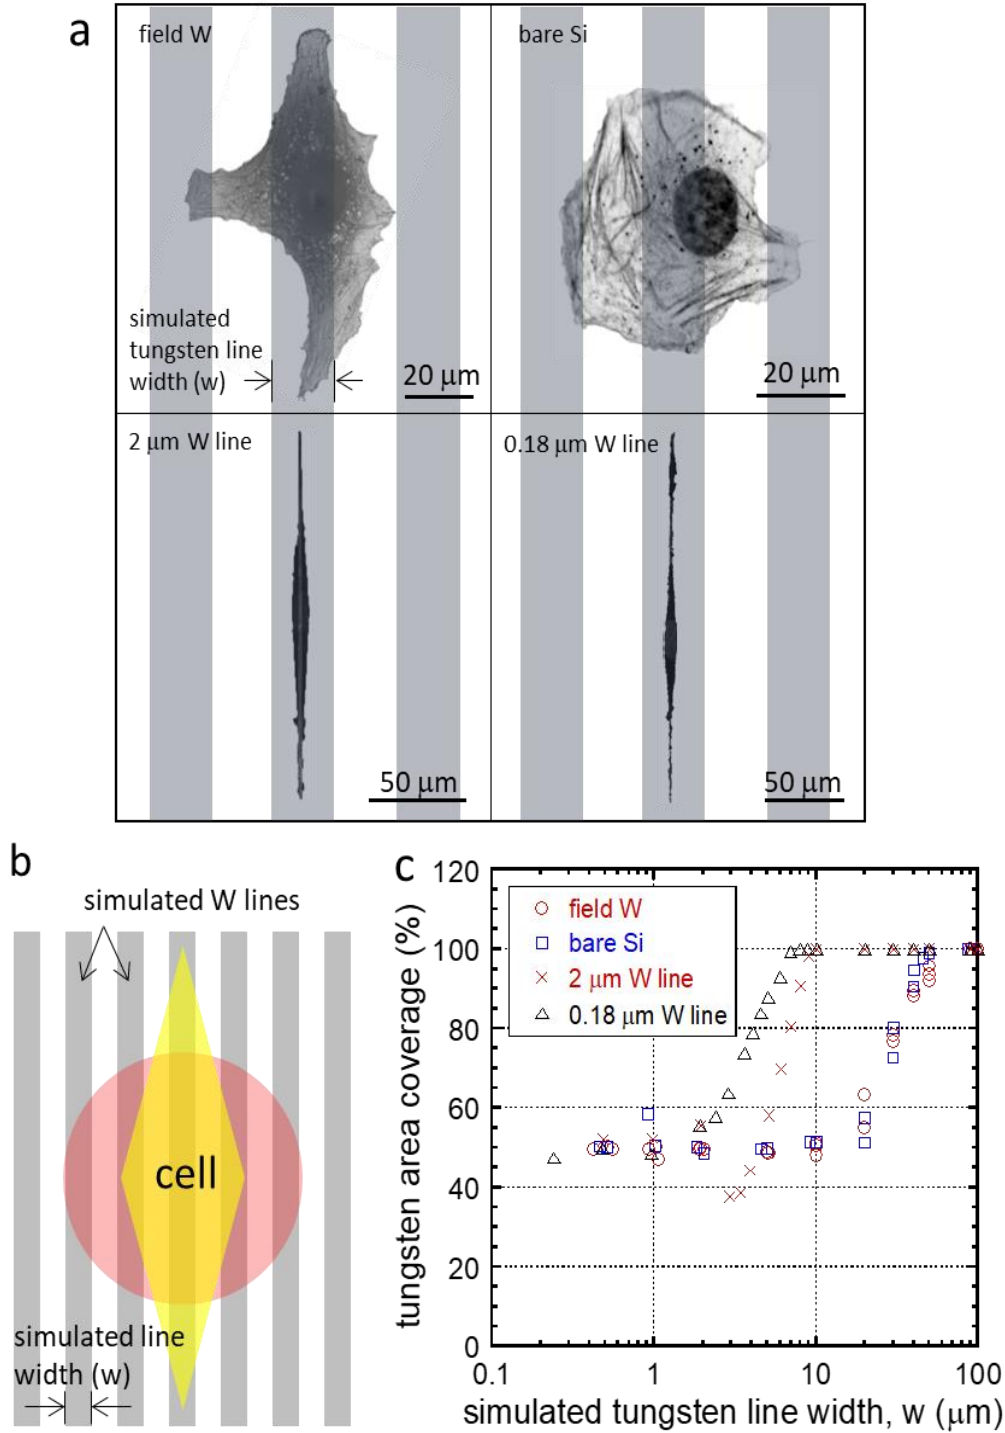 a
field W
bare Si
simulated
tungsten line
width (w)
20 μm
20 μm
2 μm W line
0.18 μm W line
50 μm
50 μm
b
simulated W lines
cell
simulated line
width (w)
c
120
100
80
60
40
20
0
tungsten area coverage (%)
field W
bare Si
2 μm W line
0.18 μm W line
0.1
1
10
100
simulated tungsten line width, w (μm)